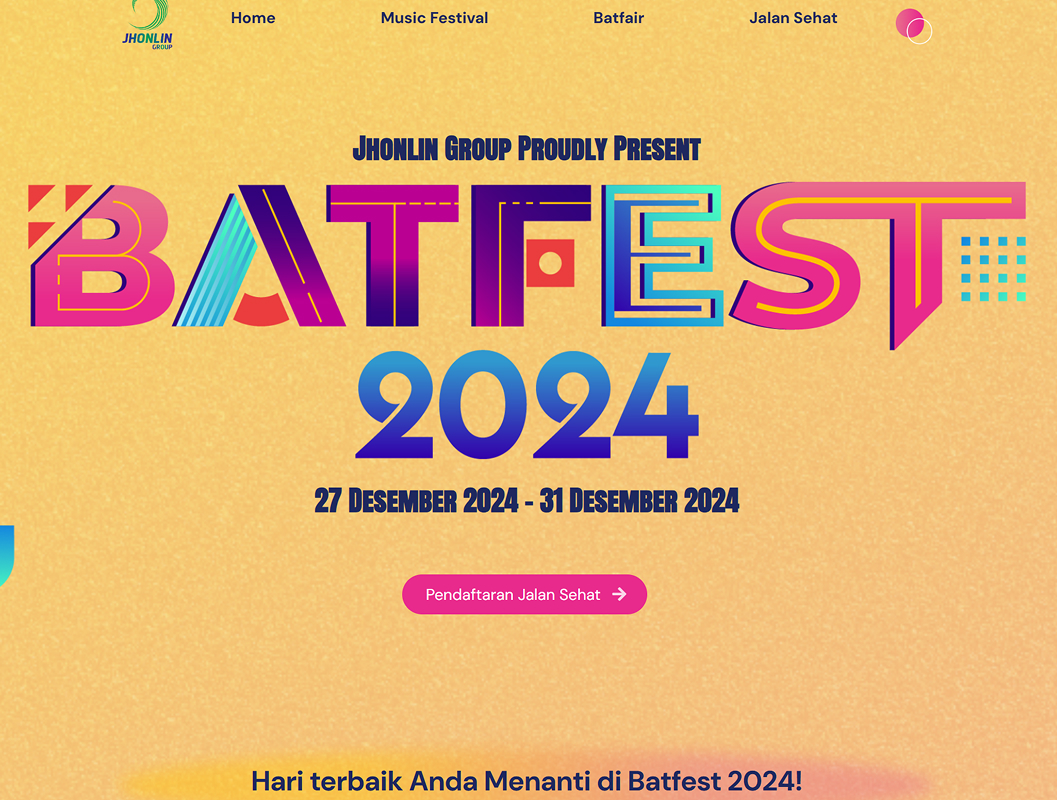 JHONLIN
GROUP
Home Music Festival Batfair Jalan Sehat
Jhonlin Group Proudly Present
BATFEST
2024
27 Desember 2024 - 31 Desember 2024
Pendaftaran Jalan Sehat
Hari terbaik Anda Menanti di Batfest 2024!